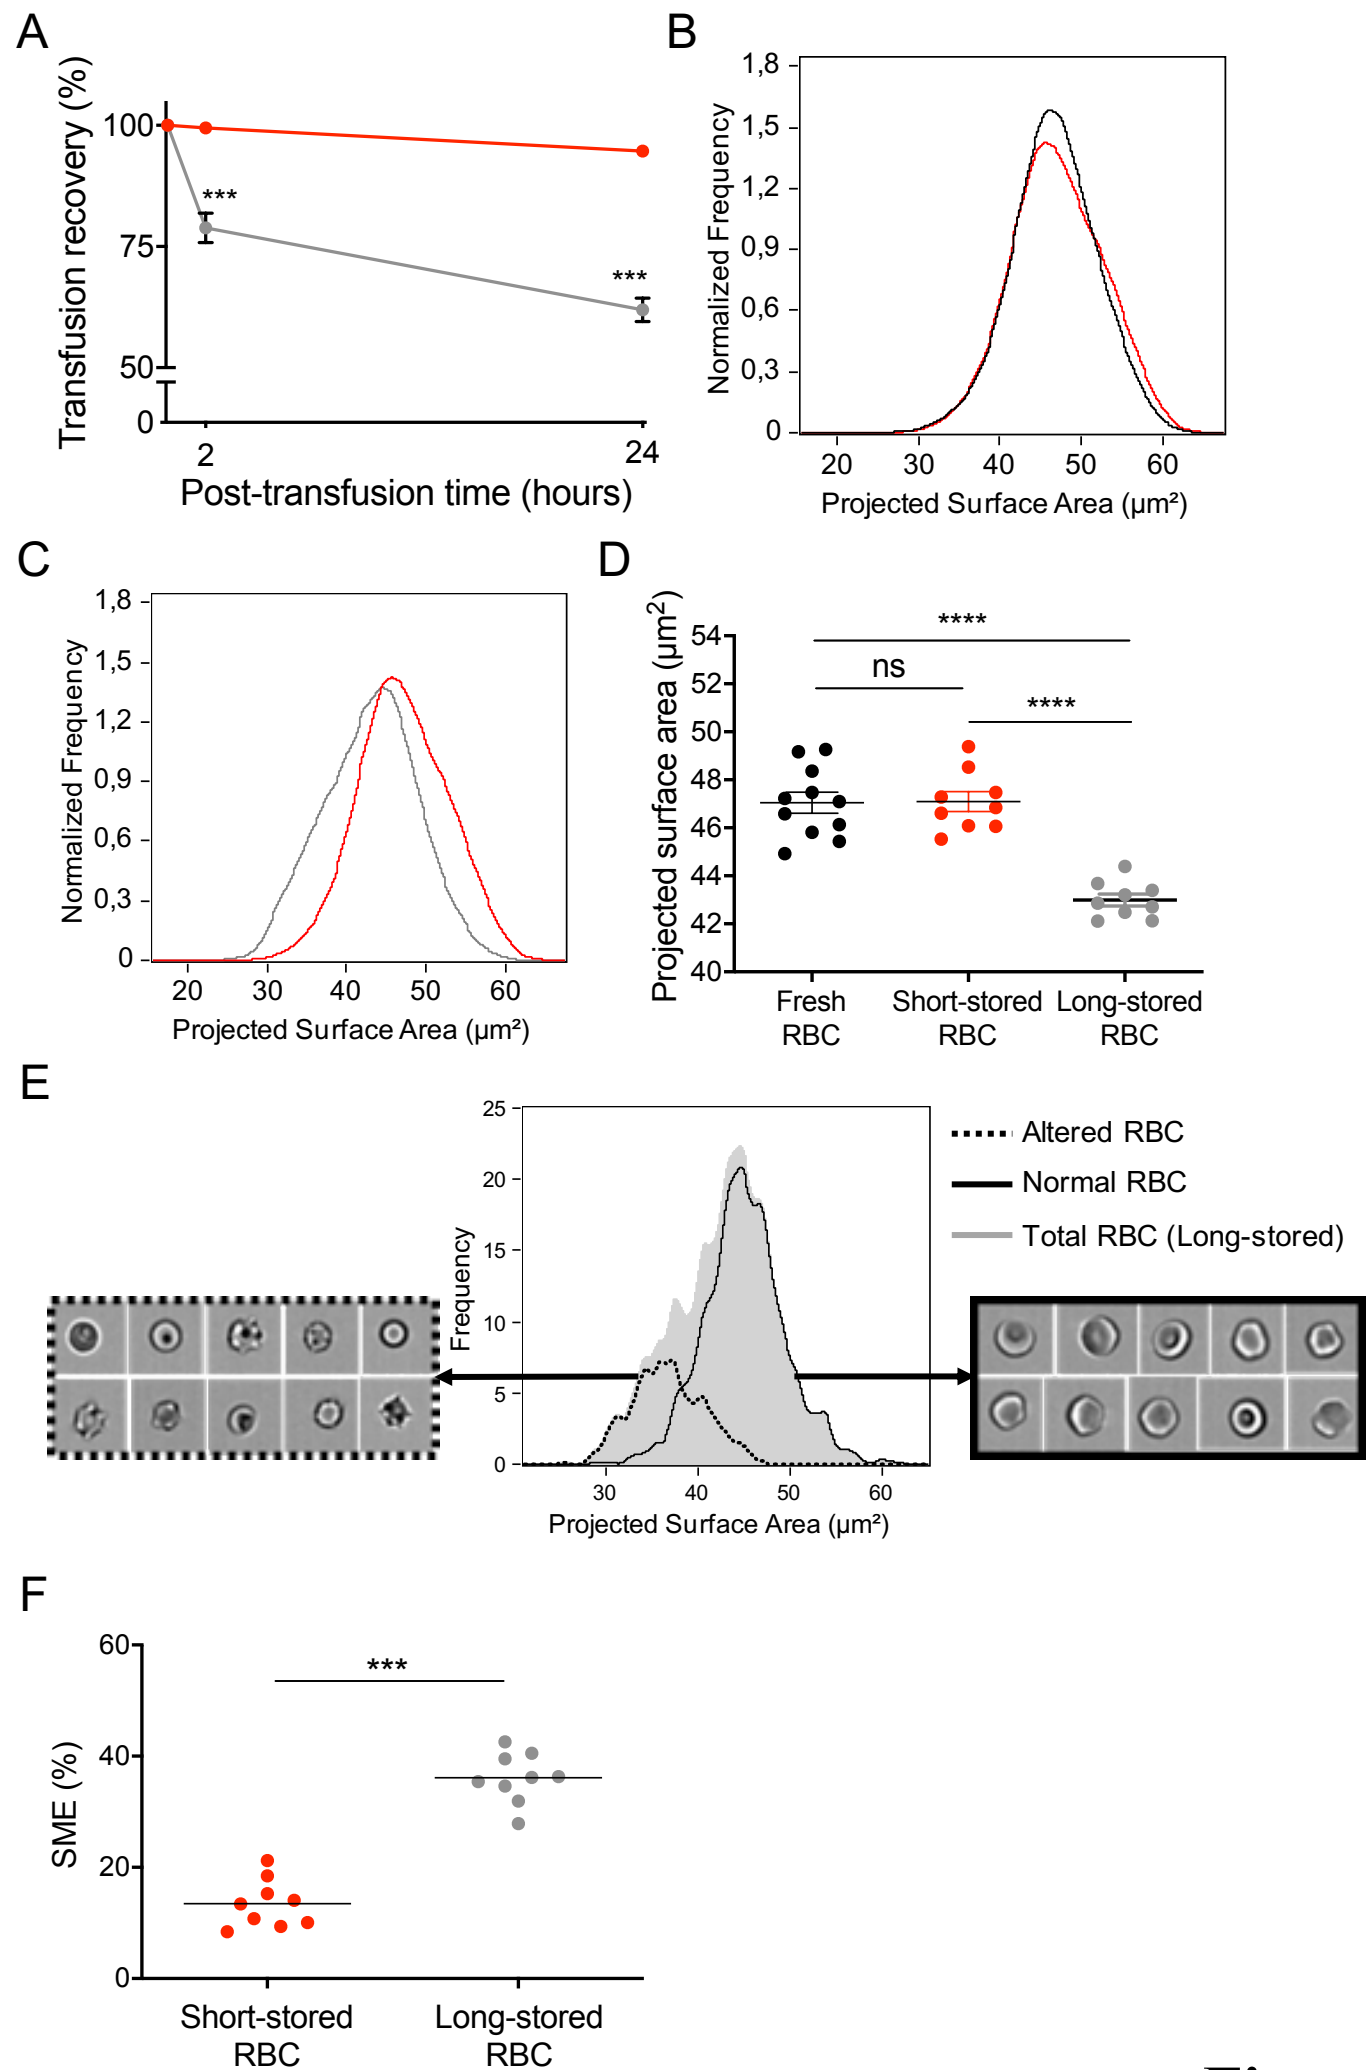 A
Transfusion recovery (%)
100
75
50
0
***
***
2
24
Post-transfusion time (hours)
B
Normalized Frequency
1,8
1,5
1,2
0,9
0,6
0,3
0
20 30 40 50 60
Projected Surface Area (µm²)
C
Normalized Frequency
1,8
1,5
1,2
0,9
0,6
0,3
0
20 30 40 50 60
Projected Surface Area (µm²)
D
Projected surface area (µm²)
54
52
50
48
46
44
42
40
****
ns
****
Fresh RBC
Short-stored RBC
Long-stored RBC
E
Frequency
25
20
15
10
5
0
30 40 50 60
Projected Surface Area (µm²)
Altered RBC
Normal RBC
Total RBC (Long-stored)
F
SME (%)
60
40
20
0
***
Short-stored RBC
Long-stored RBC